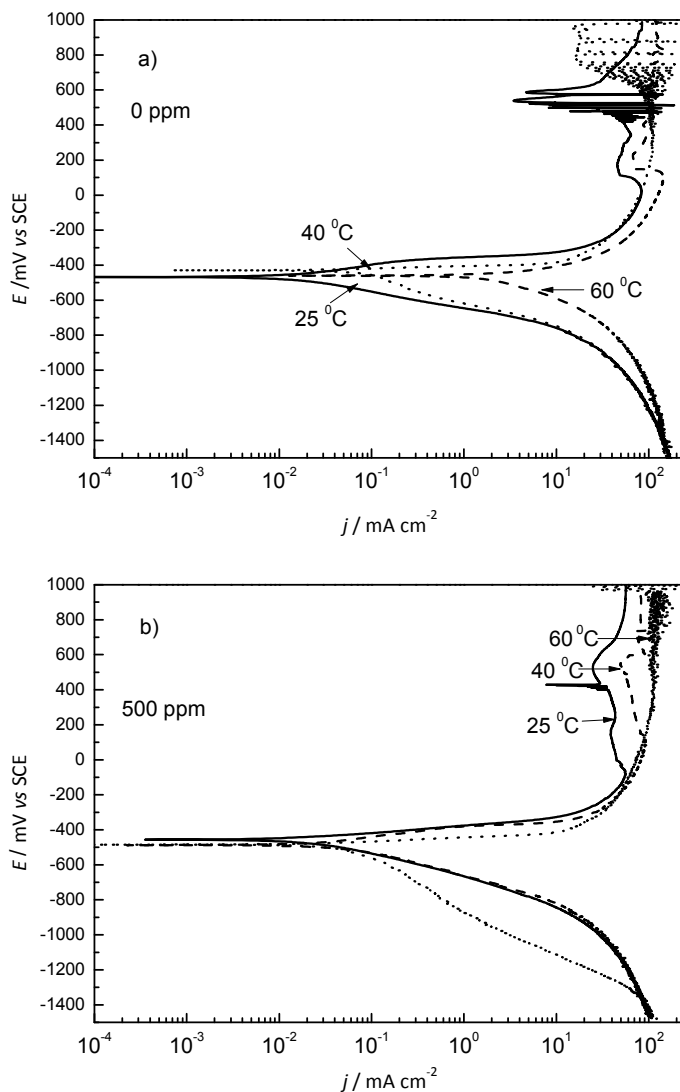 a)
0 ppm
1000
800
600
400
200
0
-200
-400
-600
-800
-1000
-1200
-1400
E /mV vs SCE
40 ⁰C
25 ⁰C
60 ⁰C
10⁻⁴ 10⁻³ 10⁻² 10⁻¹ 10⁰ 10¹ 10²
j / mA cm⁻²
b)
500 ppm
1000
800
600
400
200
0
-200
-400
-600
-800
-1000
-1200
-1400
E / mV vs SCE
60 ⁰C
40 ⁰C
25 ⁰C
10⁻⁴ 10⁻³ 10⁻² 10⁻¹ 10⁰ 10¹ 10²
j / mA cm⁻²